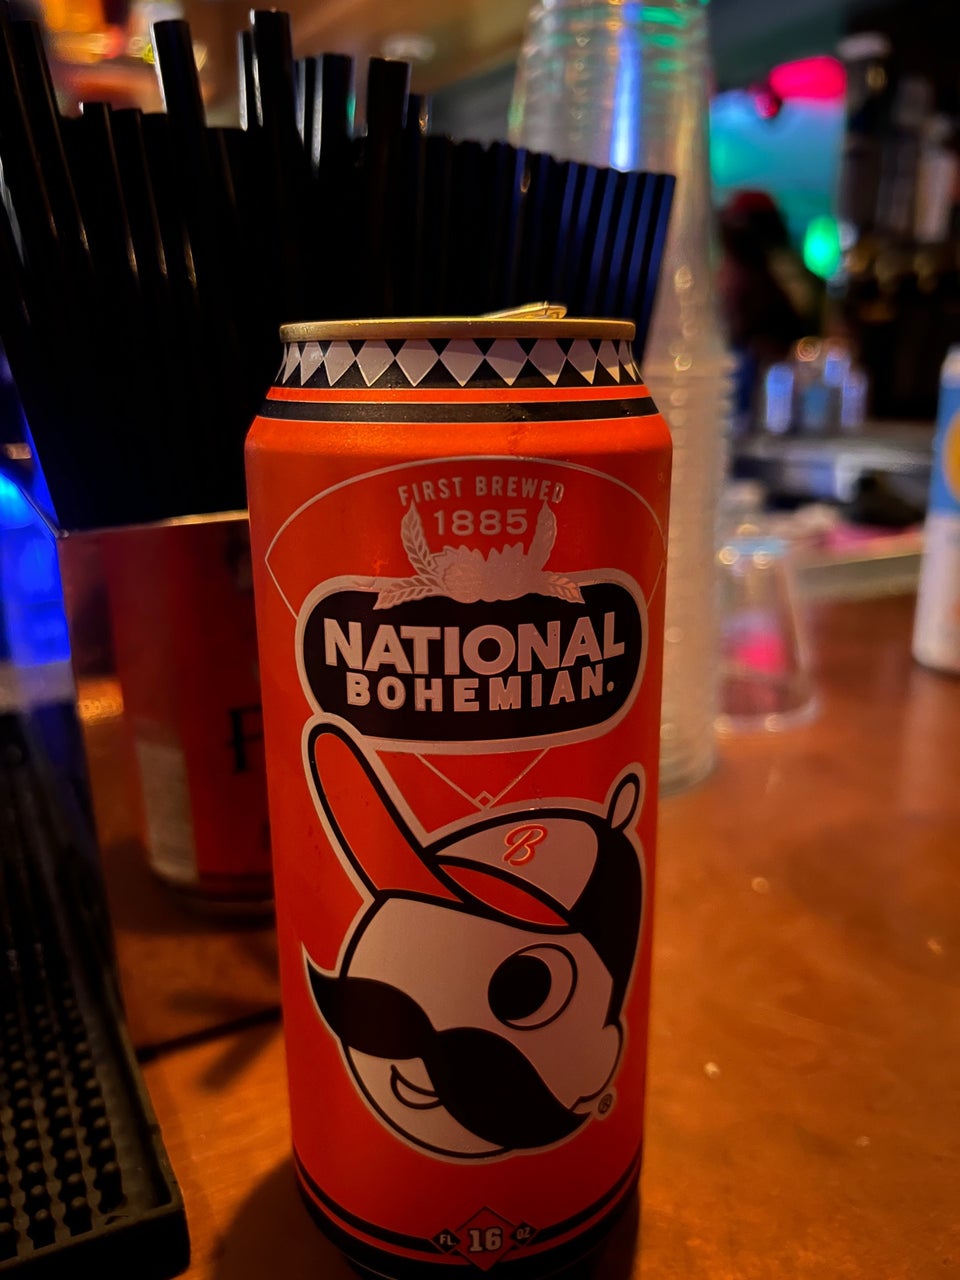 FIRST BREWED
1885
NATIONAL
BOHEMIAN.
B
®
FL. 16 OZ